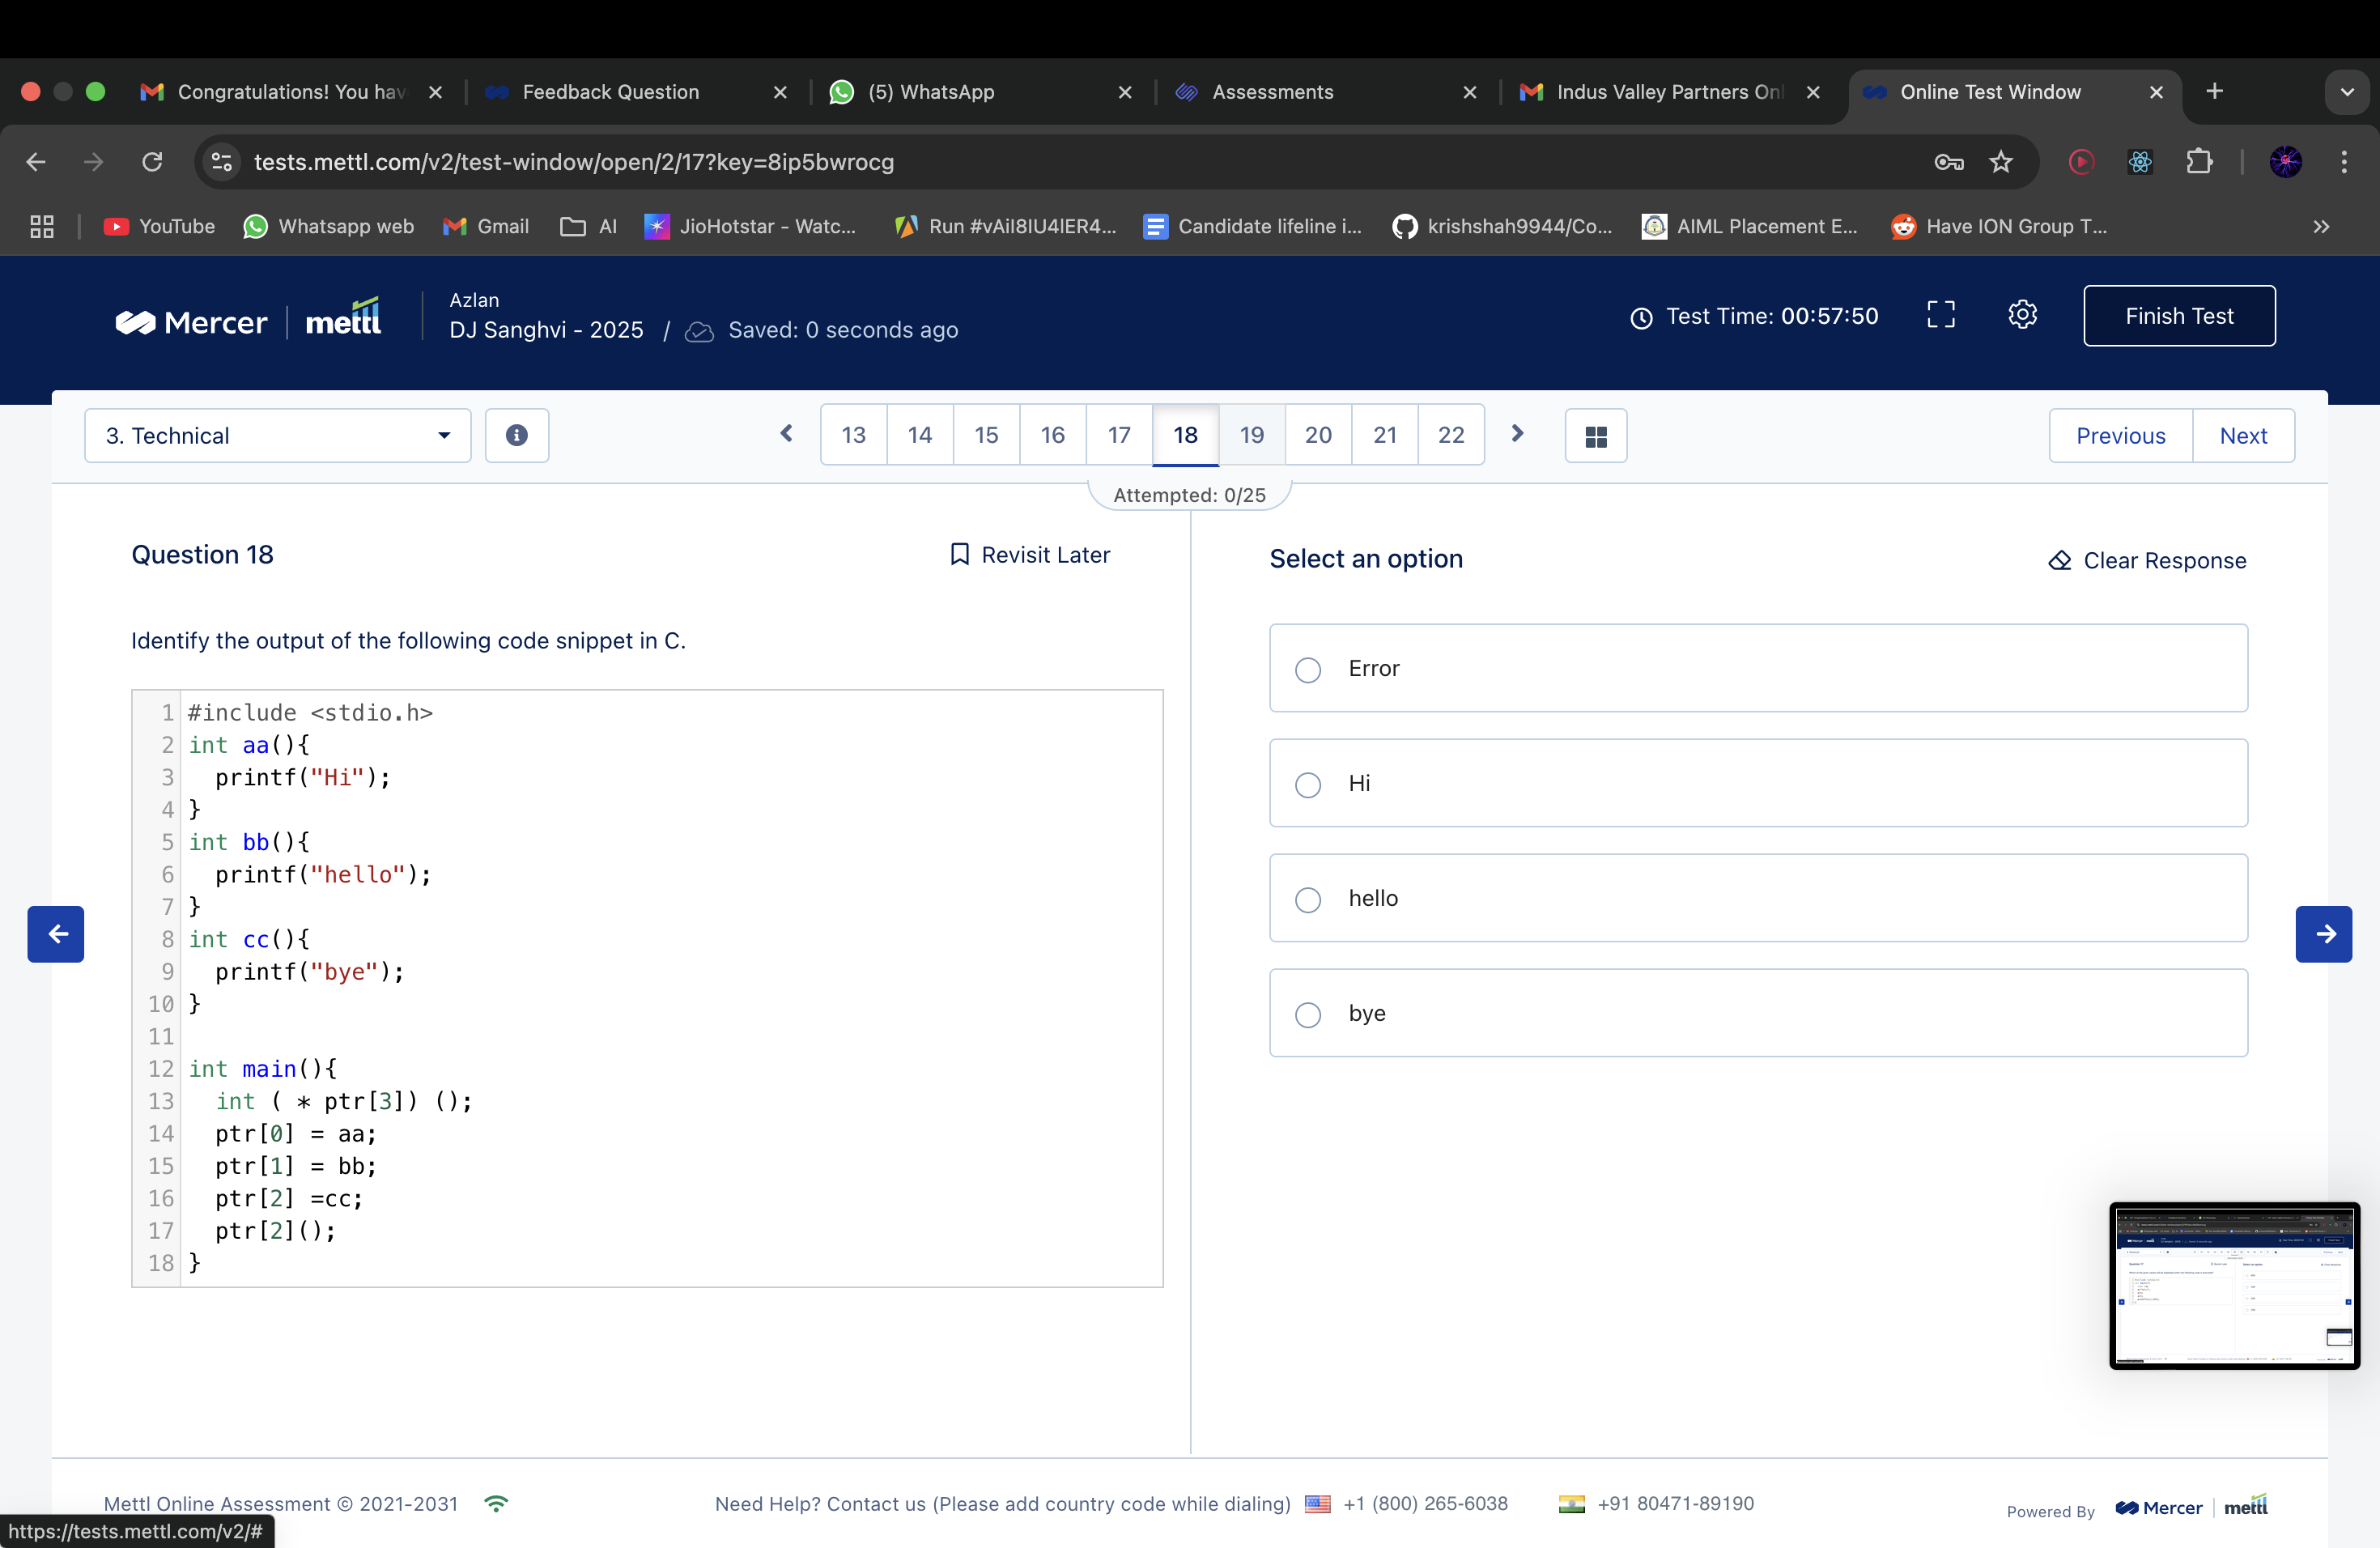 Congratulations! You hav
Feedback Question
(5) WhatsApp
Assessments
Indus Valley Partners Onl
Online Test Window
tests.mettl.com/v2/test-window/open/2/17?key=8ip5bwrocg
YouTube
Whatsapp web
Gmail
AI
JioHotstar - Watc...
Run #vAiI8IU4IER4...
Candidate lifeline i...
krishshah9944/Co...
AIML Placement E...
Have ION Group T...
Mercer mettl
Azlan
DJ Sanghvi - 2025 / Saved: 0 seconds ago
Test Time: 00:57:50
Finish Test
3. Technical
13 14 15 16 17 18 19 20 21 22
Previous Next
Attempted: 0/25
Question 18
Revisit Later
Identify the output of the following code snippet in C.
1 #include <stdio.h>
2 int aa(){
3 printf("Hi");
4 }
5 int bb(){
6 printf("hello");
7 }
8 int cc(){
9 printf("bye");
10 }
11
12 int main(){
13 int ( * ptr[3]) ();
14 ptr[0] = aa;
15 ptr[1] = bb;
16 ptr[2] =cc;
17 ptr[2]();
18 }
Select an option
Clear Response
Error
Hi
hello
bye
Mettl Online Assessment © 2021-2031
Need Help? Contact us (Please add country code while dialing) +1 (800) 265-6038 +91 80471-89190
Powered By Mercer mettl
https://tests.mettl.com/v2/#